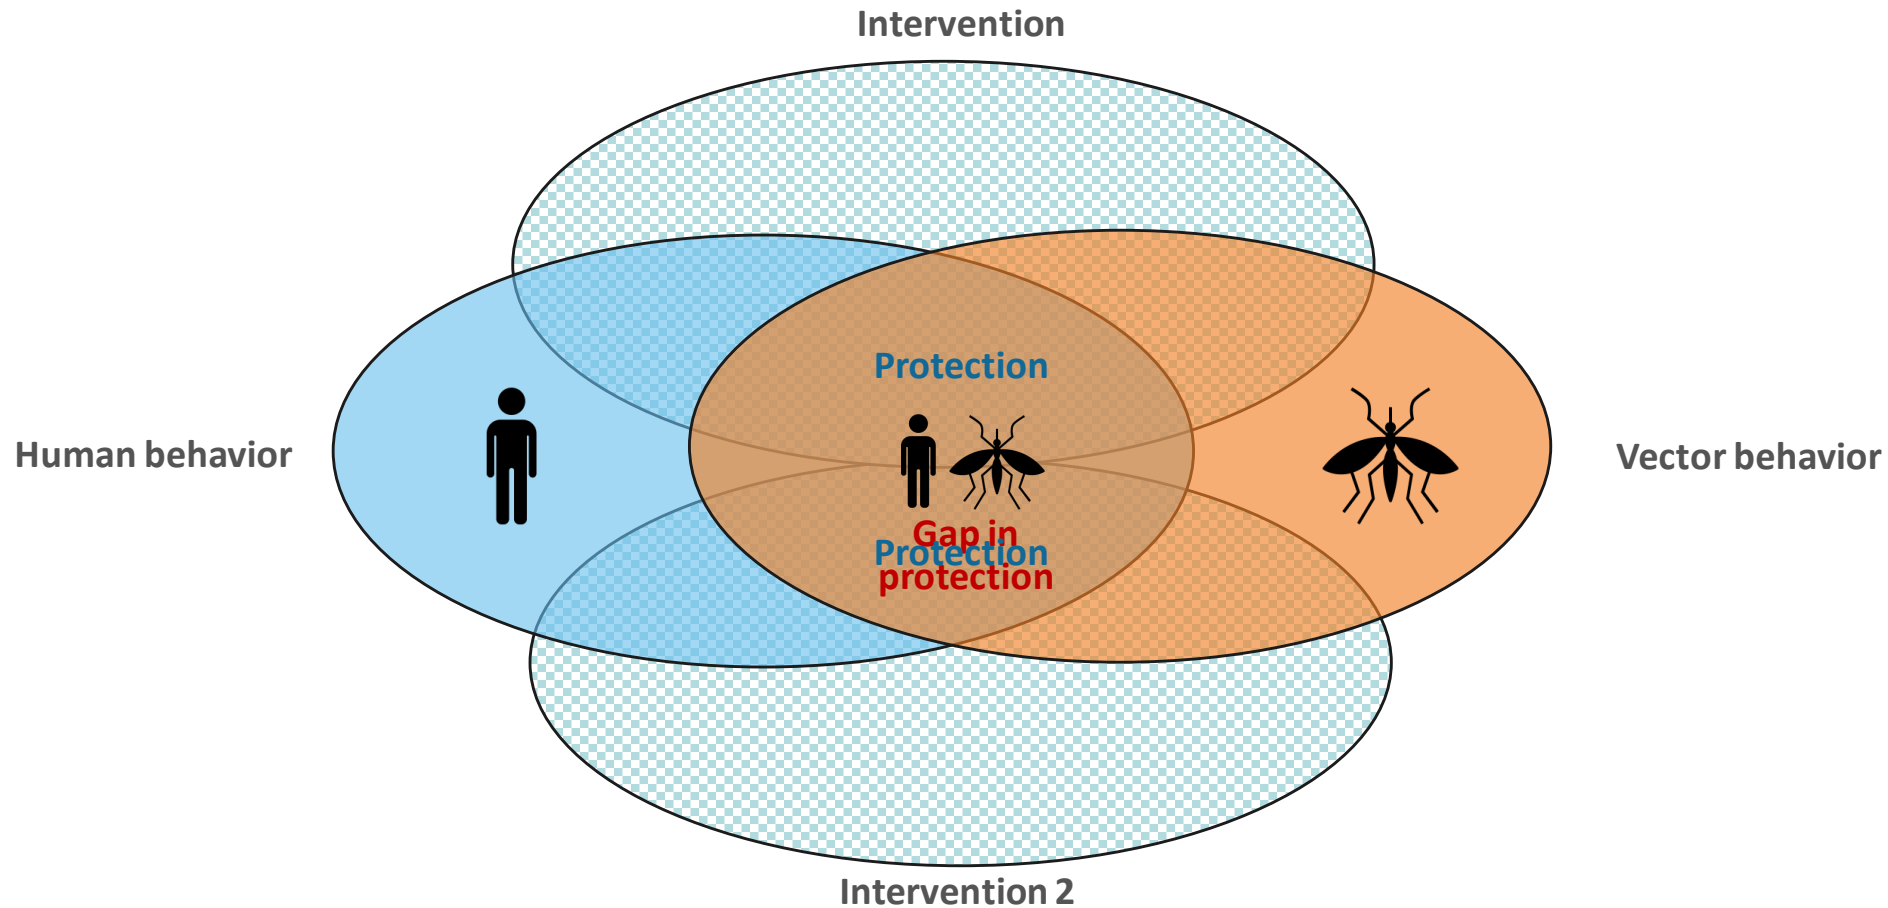 Intervention
Protection
Human behavior
Vector behavior
Gap in
Protection
protection
Intervention 2